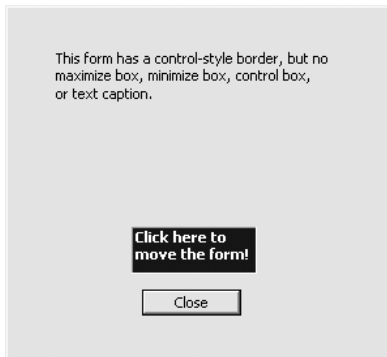 This form has a control-style border, but no
maximize box, minimize box, control box,
or text caption.
Click here to
move the form!
Close